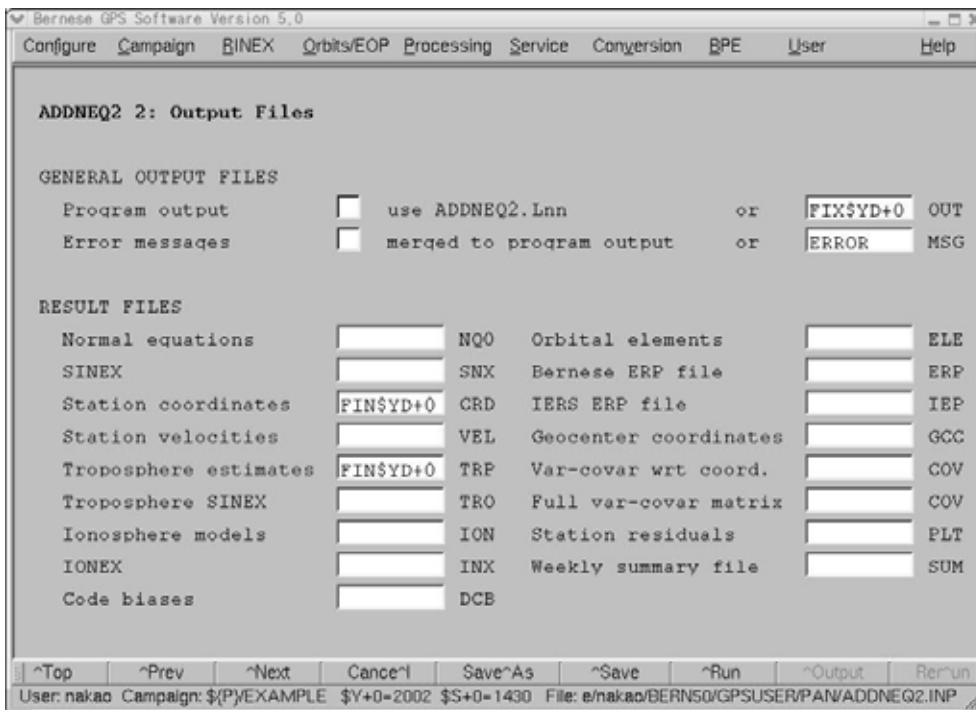 Bernese GPS Software Version 5.0
Configure Campaign RINEX Orbits/EOP Processing Service Conversion BPE User Help
ADDNEQ2 2: Output Files
GENERAL OUTPUT FILES
Program output use ADDNEQ2.Lnn or FIX$YD+0 OUT
Error messages merged to program output or ERROR MSG
RESULT FILES
Normal equations NQ0 Orbital elements ELE
SINEX SNX Bernese ERP file ERP
Station coordinates FIN$YD+0 CRD IERS ERP file IEP
Station velocities VEL Geocenter coordinates GCC
Troposphere estimates FIN$YD+0 TRP Var-covar wrt coord. COV
Troposphere SINEX TRO Full var-covar matrix COV
Ionosphere models ION Station residuals PLT
IONEX INX Weekly summary file SUM
Code biases DCB
^Top ^Prev ^Next Cance^l Save^As ^Save ^Run ^Output Rer^un
User: nakao Campaign: ${P}/EXAMPLE $Y+0=2002 $S+0=1430 File: e/nakao/BERN50/GPSUSER/PAN/ADDNEQ2.INP